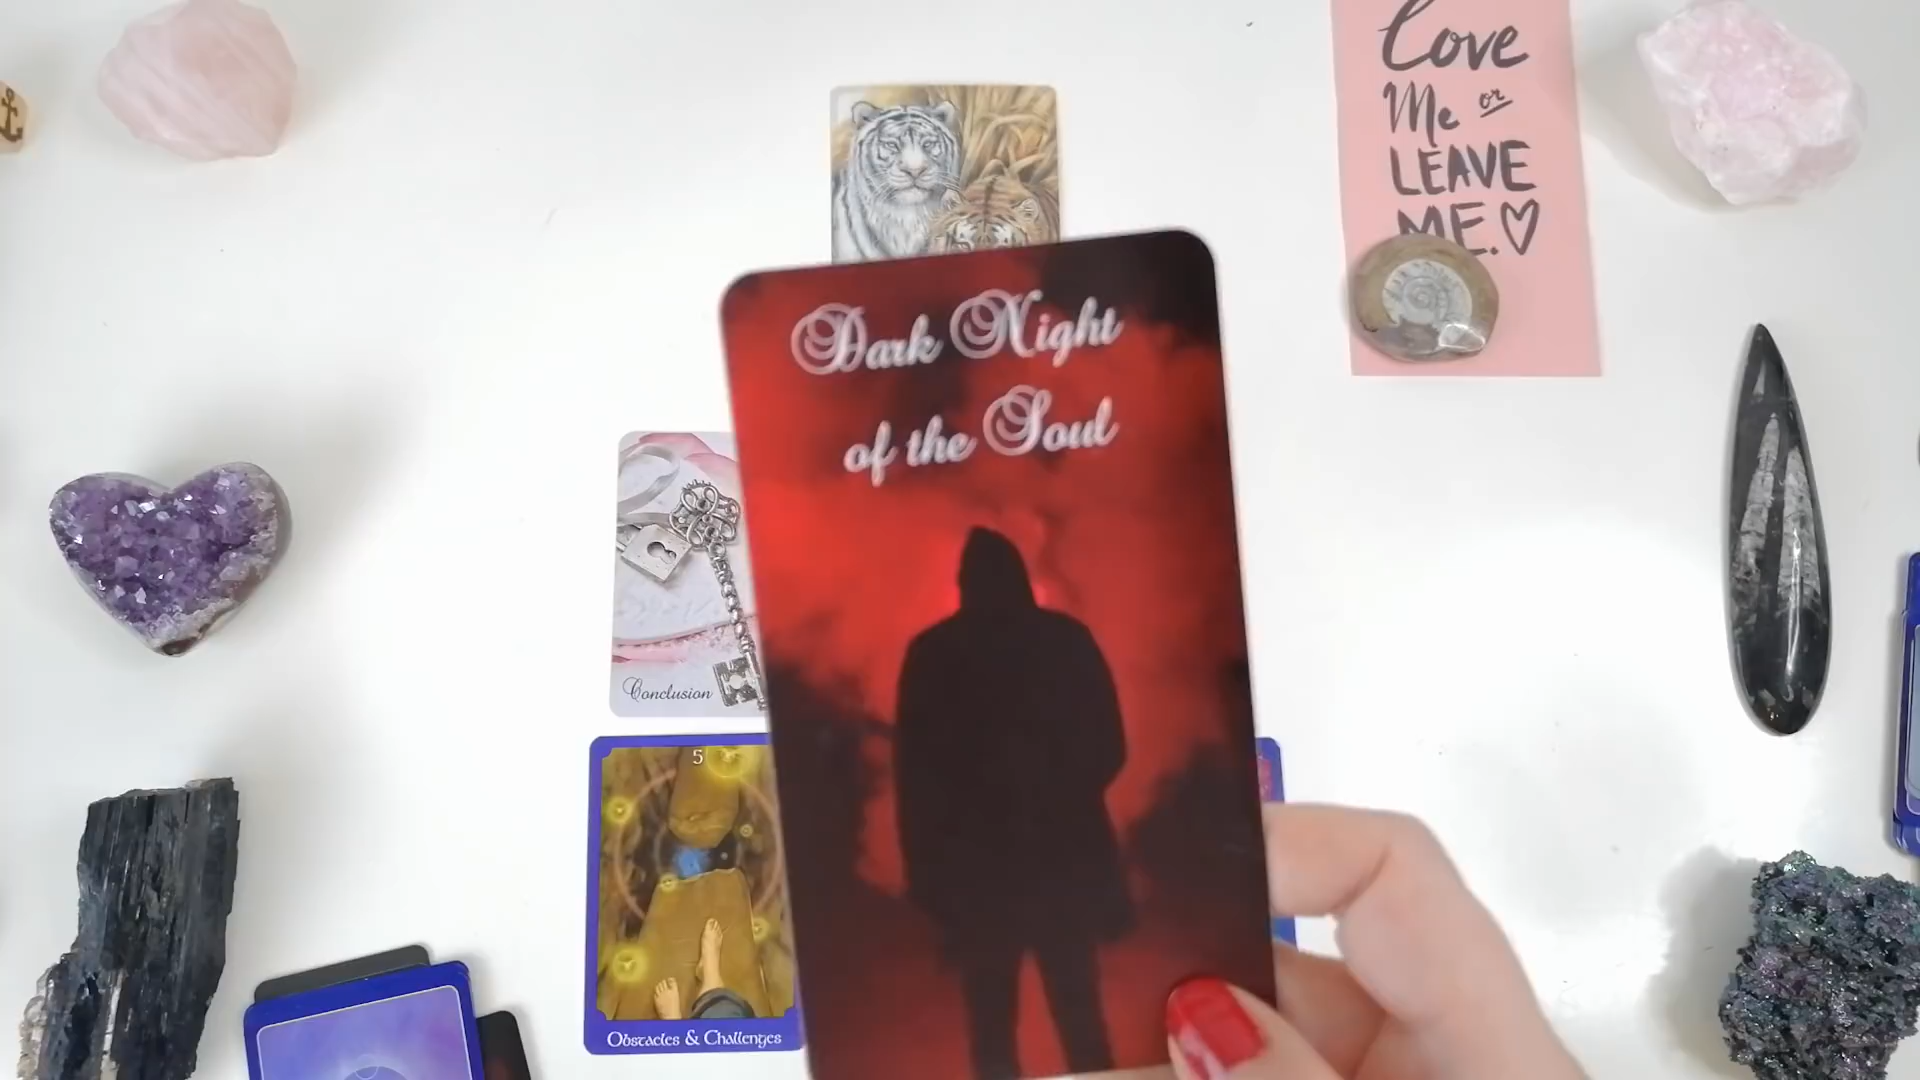 Love
Me or
LEAVE
ME.
Dark Night
of the Soul
Conclusion
5
Obstacles & Challenges